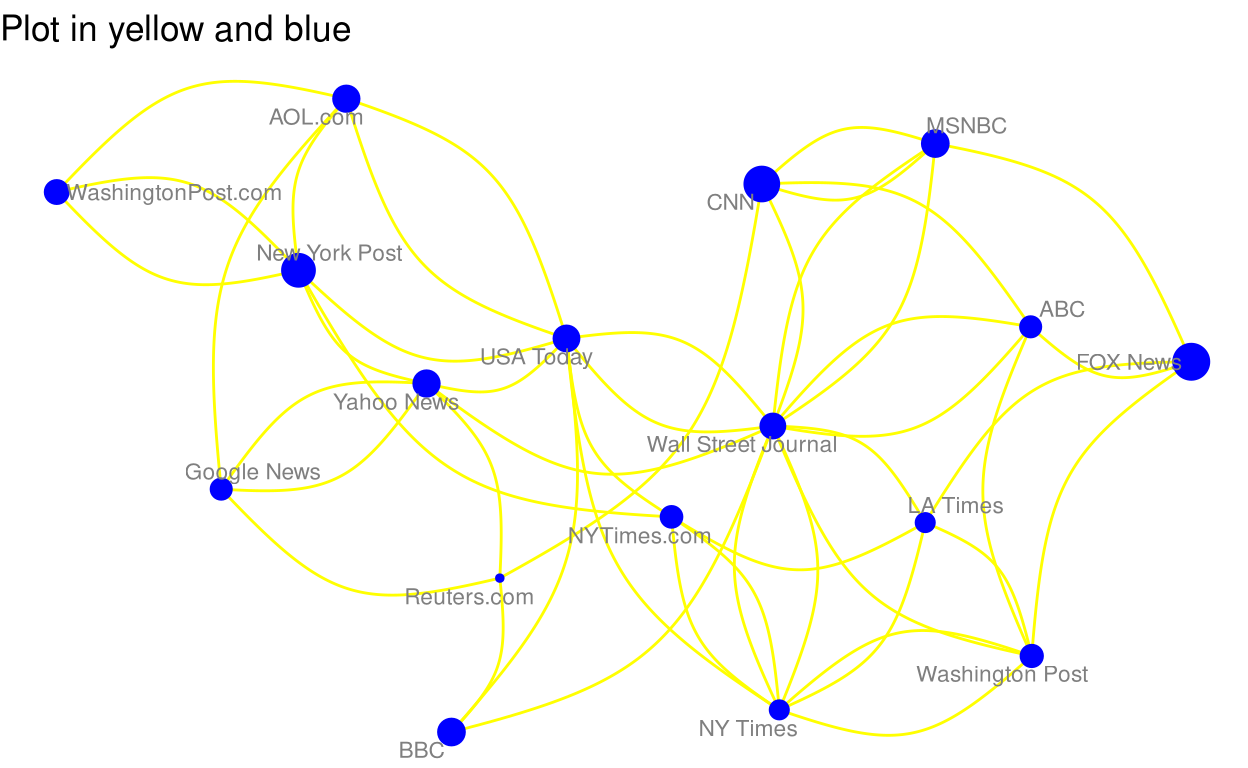 Plot in yellow and blue
AOL.com
MSNBC
WashingtonPost.com
CNN
New York Post
ABC
USA Today
FOX News
Yahoo News
Wall Street Journal
Google News
LA Times
NYTimes.com
Reuters.com
Washington Post
NY Times
BBC